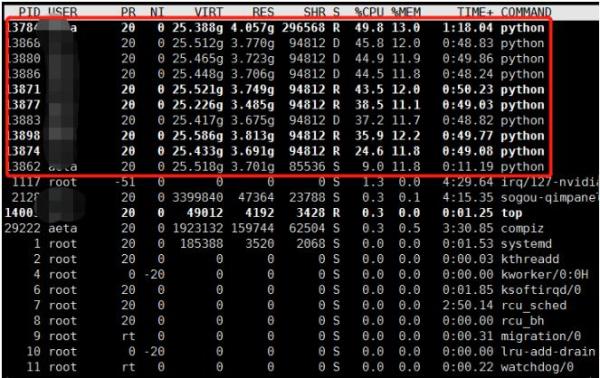 PID USER PR NI VIRT RES SHR S %CPU %MEM TIME+ COMMAND
13784 a 20 0 25.388g 4.057g 296568 R 49.8 13.0 1:18.04 python
13868 20 0 25.512g 3.770g 94812 D 44.9 12.0 0:48.83 python
13880 20 0 25.465g 3.723g 94812 D 44.9 11.9 0:49.86 python
13886 20 0 25.448g 3.706g 94812 D 44.5 11.8 0:48.24 python
13871 20 0 25.521g 3.749g 94812 R 43.5 12.0 0:50.23 python
13877 20 0 25.226g 3.485g 94812 R 38.5 11.1 0:49.03 python
13883 20 0 25.417g 3.675g 94812 D 37.2 11.7 0:48.82 python
13898 20 0 25.586g 3.813g 94812 R 35.9 12.2 0:49.77 python
13874 20 0 25.433g 3.691g 94812 R 24.6 11.8 0:49.08 python
13862 aeta 20 0 25.518g 3.701g 85536 S 9.0 11.8 0:11.19 python
1117 root -51 0 0 0 0 S 1.3 0.0 4:29.64 irq/127-nvidia
2128 20 0 3399840 47364 23788 S 0.3 0.1 4:15.35 sogou-qimpanel
1400 20 0 49012 4192 3428 R 0.3 0.0 0:01.25 top
29222 aeta 20 0 1923132 159744 62504 S 0.3 0.5 3:30.85 compiz
1 root 20 0 185388 3520 2068 S 0.0 0.0 0:01.53 systemd
2 root 20 0 0 0 0 S 0.0 0.0 0:00.03 kthreadd
4 root 0 -20 0 0 0 S 0.0 0.0 0:00.00 kworker/0:0H
6 root 20 0 0 0 0 S 0.0 0.0 0:01.85 ksoftirqd/0
7 root 20 0 0 0 0 S 0.0 0.0 2:50.14 rcu_sched
8 root 20 0 0 0 0 S 0.0 0.0 0:00.00 rcu_bh
9 root rt 0 0 0 0 S 0.0 0.0 0:00.31 migration/0
10 root 0 -20 0 0 0 S 0.0 0.0 0:00.00 lru-add-drain
11 root rt 0 0 0 0 S 0.0 0.0 0:00.22 watchdog/0